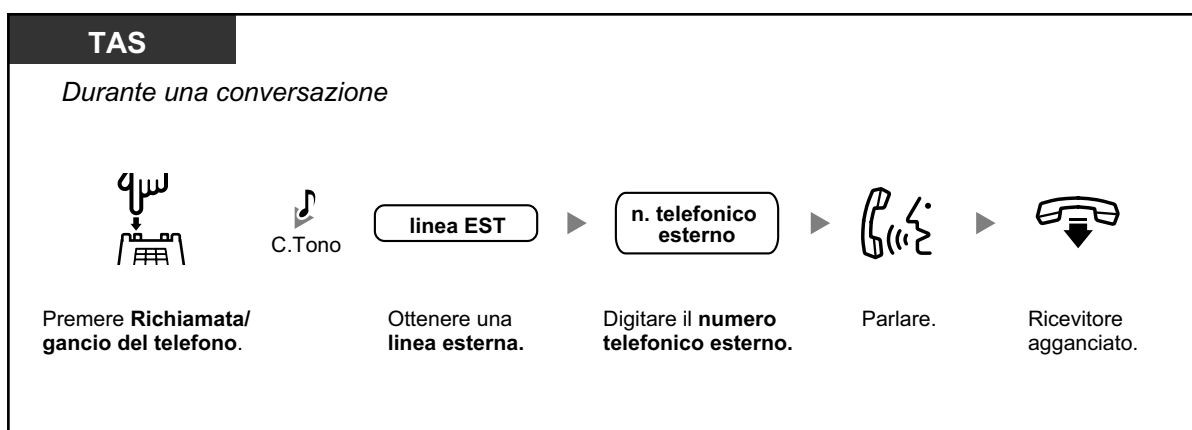 TAS
Durante una conversazione
C.Tono
linea EST
n. telefonico
esterno
Premere Richiamata/
gancio del telefono.
Ottenere una
linea esterna.
Digitare il numero
telefonico esterno.
Parlare.
Ricevitore
agganciato.